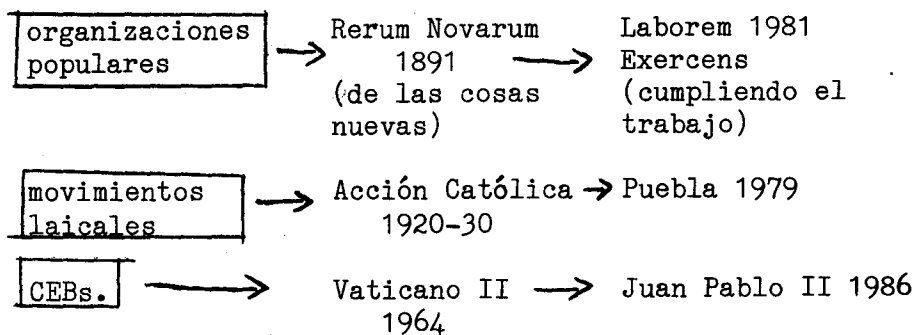 organizaciones populares → Rerum Novarum 1891 (de las cosas nuevas) → Laborem 1981 Exercens (cumpliendo el trabajo)
movimientos laicales → Acción Católica 1920-30 → Puebla 1979
CEBs. → Vaticano II 1964 → Juan Pablo II 1986